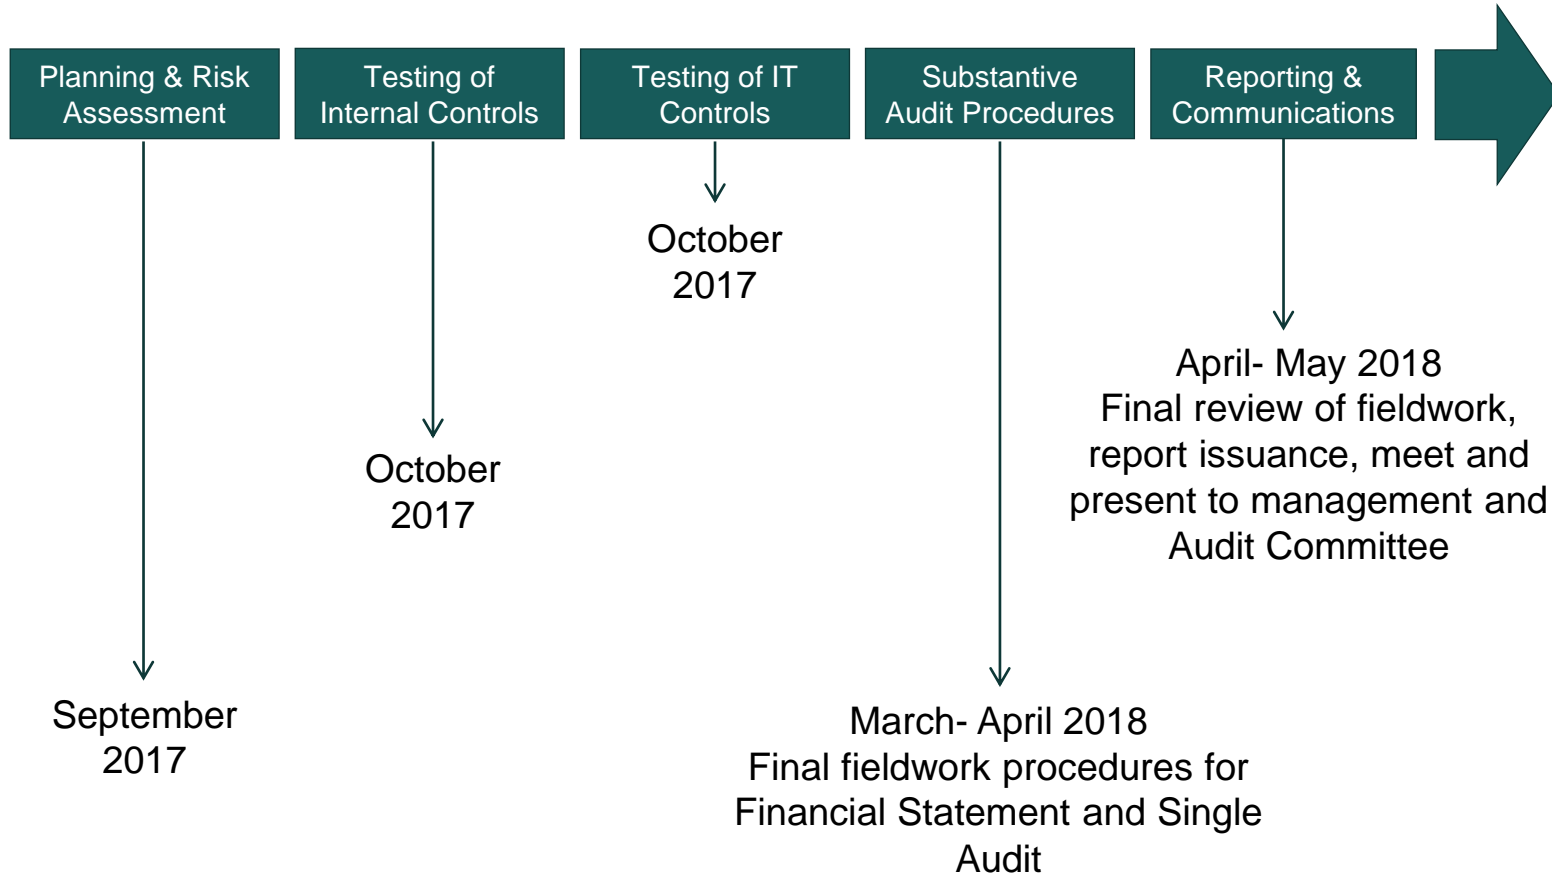 Planning & Risk
Assessment
Testing of
Internal Controls
Testing of IT
Controls
Substantive
Audit Procedures
Reporting &
Communications
October
2017
April- May 2018
Final review of fieldwork,
report issuance, meet and
present to management and
Audit Committee
October
2017
September
2017
March- April 2018
Final fieldwork procedures for
Financial Statement and Single
Audit